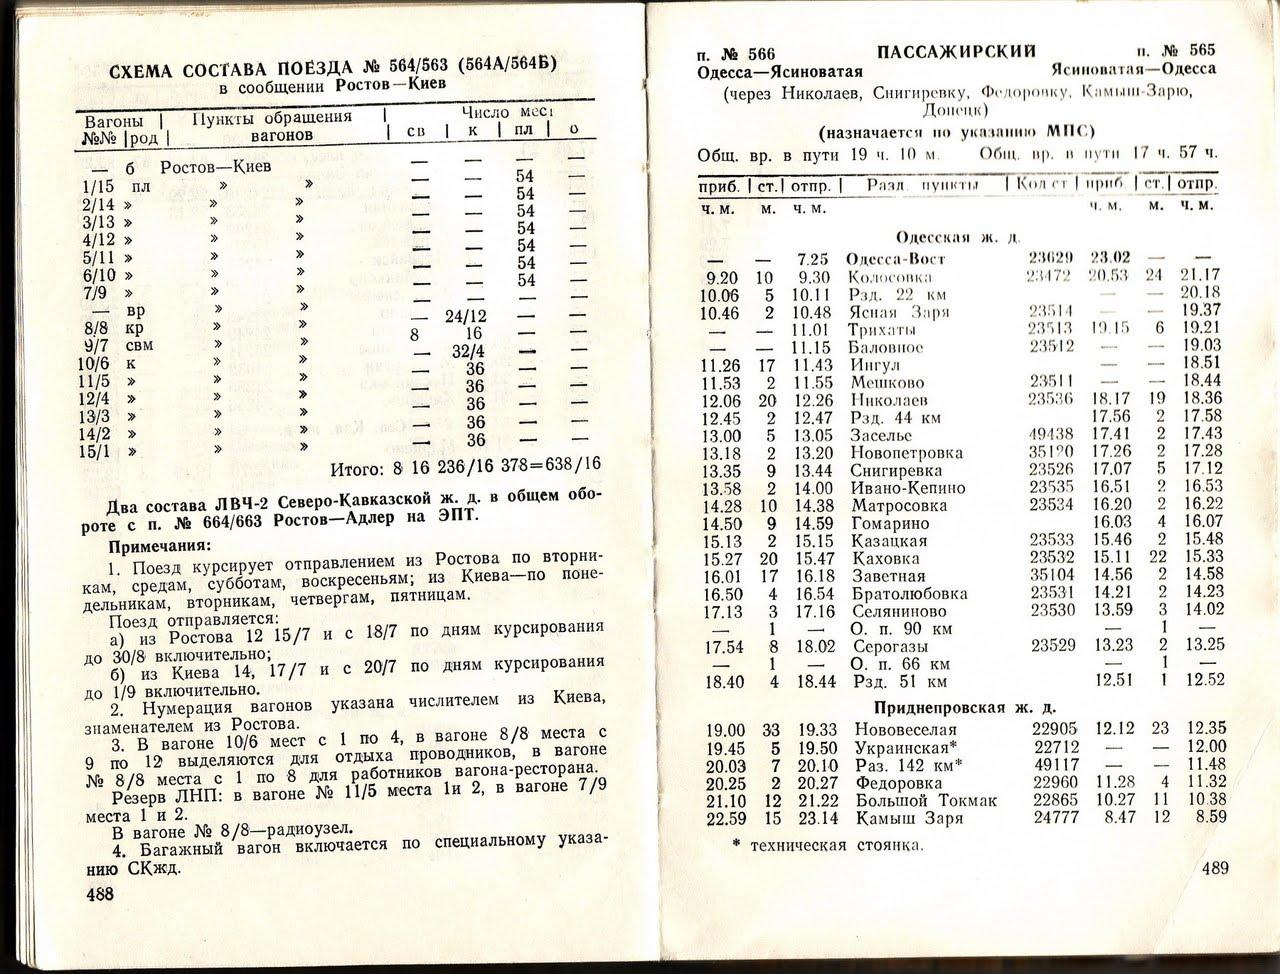 СХЕМА СОСТАВА ПОЕЗДА № 564/563 (564А/564Б)
в сообщении Ростов—Киев
Вагоны | Пункты обращения | Число мест
№№ |род | вагонов | св | к | пл | о
— б Ростов—Киев — — — —
1/15 пл » » — — 54 —
2/14 » » » — — 54 —
3/13 » » » — — 54 —
4/12 » » » — — 54 —
5/11 » » » — — 54 —
6/10 » » » — — 54 —
7/9 » » » — — 54 —
— вр » » — — — —
8/8 кр » » — 24/12 — —
9/7 свм » » 8 16 — —
10/6 к » » — 32/4 — —
11/5 » » » — 36 — —
12/4 » » » — 36 — —
13/3 » » » — 36 — —
14/2 » » » — 36 — —
15/1 » » » — 36 — —
Итого: 8 16 236/16 378=638/16
Два состава ЛВЧ-2 Северо-Кавказской ж. д. в общем обо-
роте с п. № 664/663 Ростов—Адлер на ЭПТ.
Примечания:
1. Поезд курсирует отправлением из Ростова по вторни-
кам, средам, субботам, воскресеньям; из Киева—по поне-
дельникам, вторникам, четвергам, пятницам.
Поезд отправляется:
а) из Ростова 12 15/7 и с 18/7 по дням курсирования
до 30/8 включительно;
б) из Киева 14, 17/7 и с 20/7 по дням курсирования
до 1/9 включительно.
2. Нумерация вагонов указана числителем из Киева,
знаменателем из Ростова.
3. В вагоне 10/6 мест с 1 по 4, в вагоне 8/8 места с
9 по 12 выделяются для отдыха проводников, в вагоне
№ 8/8 места с 1 по 8 для работников вагона-ресторана.
Резерв ЛНП: в вагоне № 11/5 места 1и 2, в вагоне 7/9
места 1 и 2.
В вагоне № 8/8—радиоузел.
4. Багажный вагон включается по специальному указа-
нию СКжд.
488
п. № 566 ПАССАЖИРСКИЙ п. № 565
Одесса—Ясиноватая Ясиноватая—Одесса
(через Николаев, Снигиревку, Федоровку, Камыш-Зарю,
Донецк)
(назначается по указанию МПС)
Общ. вр. в пути 19 ч. 10 м. Общ. вр. в пути 17 ч. 57 ч.
приб. | ст. | отпр. | Разд. пункты | Код ст | приб. | ст. | отпр.
ч. м. м. ч. м. ч. м. м. ч. м.
Одесская ж. д.
— — 7.25 Одесса-Вост 23629 23.02 — —
9.20 10 9.30 Колосовка 23472 20.53 24 21.17
10.06 5 10.11 Рзд. 22 км — — 20.18
10.46 2 10.48 Ясная Заря 23514 — — 19.37
— — 11.01 Трихаты 23513 19.15 6 19.21
— — 11.15 Баловное 23512 — — 19.03
11.26 17 11.43 Ингул — — 18.51
11.53 2 11.55 Мешково 23511 — — 18.44
12.06 20 12.26 Николаев 23536 18.17 19 18.36
12.45 2 12.47 Рзд. 44 км 17.56 2 17.58
13.00 5 13.05 Заселье 49438 17.41 2 17.43
13.18 2 13.20 Новопетровка 35120 17.26 2 17.28
13.35 9 13.44 Снигиревка 23526 17.07 5 17.12
13.58 2 14.00 Ивано-Кепино 23535 16.51 2 16.53
14.28 10 14.38 Матросовка 23534 16.20 2 16.22
14.50 9 14.59 Гомарино 16.03 4 16.07
15.13 2 15.15 Казацкая 23533 15.46 2 15.48
15.27 20 15.47 Каховка 23532 15.11 22 15.33
16.01 17 16.18 Заветная 35104 14.56 2 14.58
16.50 4 16.54 Братолюбовка 23531 14.21 2 14.23
17.13 3 17.16 Селяниново 23530 13.59 3 14.02
— 1 — О. п. 90 км — 1 —
17.54 8 18.02 Серогазы 23529 13.23 2 13.25
— 1 — О. п. 66 км — 1 —
18.40 4 18.44 Рзд. 51 км 12.51 1 12.52
Приднепровская ж. д.
19.00 33 19.33 Нововеселая 22905 12.12 23 12.35
19.45 5 19.50 Украинская* 22712 — — 12.00
20.03 7 20.10 Раз. 142 км* 49117 — — 11.48
20.25 2 20.27 Федоровка 22960 11.28 4 11.32
21.10 12 21.22 Большой Токмак 22865 10.27 11 10.38
22.59 15 23.14 Камыш Заря 24777 8.47 12 8.59
* техническая стоянка.
489